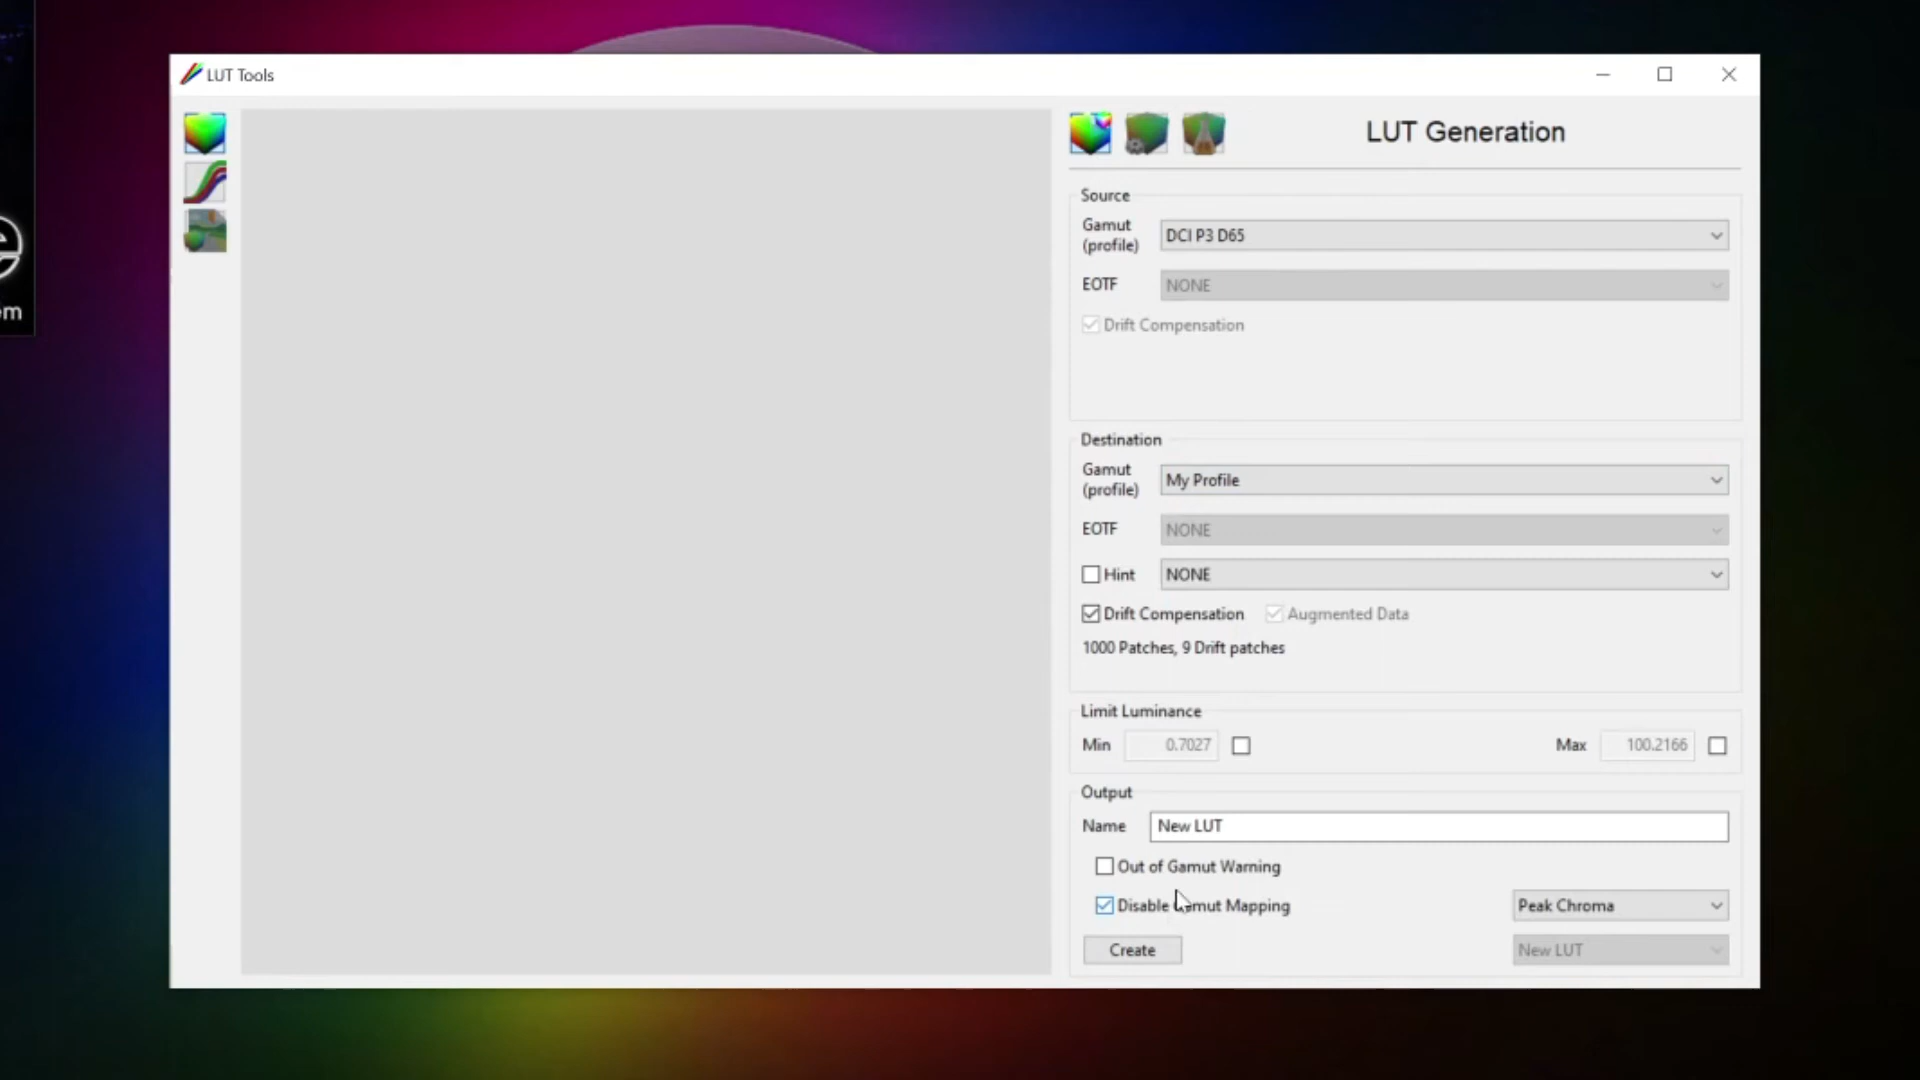 LUT Tools
LUT Generation
Source
Gamut
(profile)
DCI P3 D65
EOTF
NONE
Drift Compensation
em
Destination
Gamut
(profile)
My Profile
EOTF
NONE
Hint
NONE
Drift Compensation
Augmented Data
1000 Patches, 9 Drift patches
Limit Luminance
Min
0.7027
Max
100.2166
Output
Name
New LUT
Out of Gamut Warning
Disable Gamut Mapping
Peak Chroma
Create
New LUT